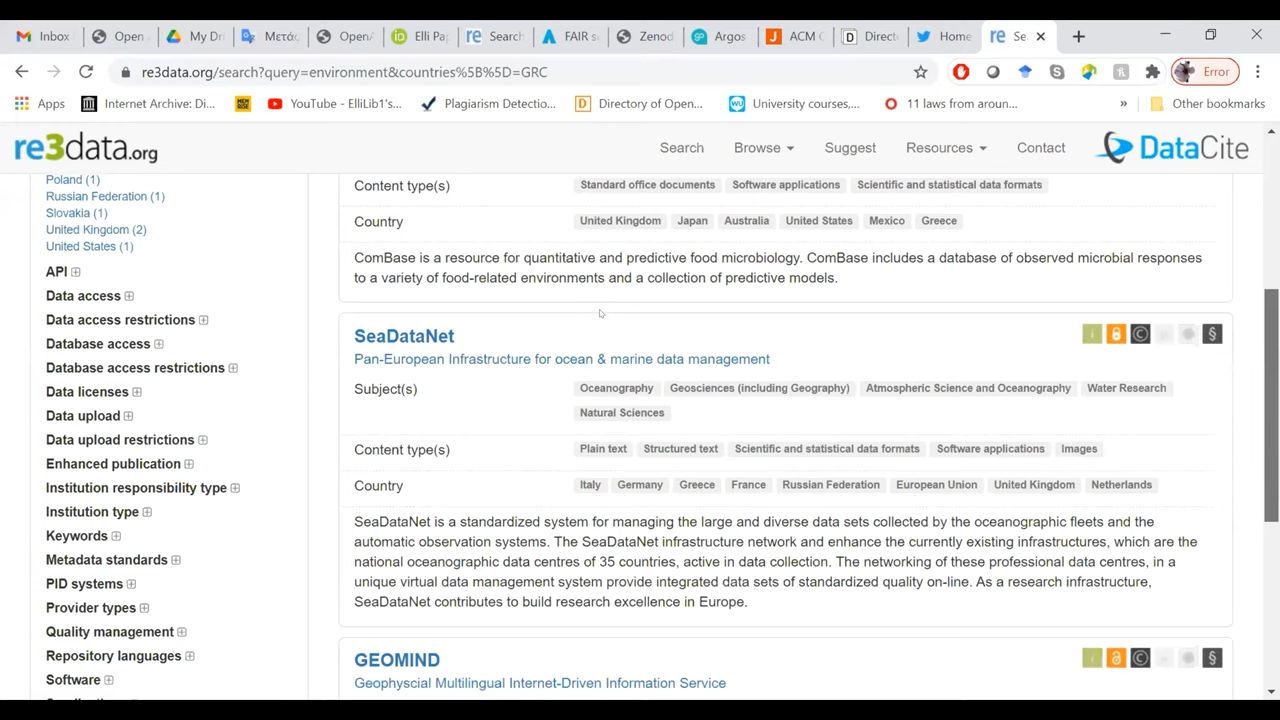 Inbox
Open
My Dri
Μετάφ
OpenA
Elli Pap
Search
FAIR s
Zenod
Argos
ACM C
Directo
Home
Sea
re3data.org/search?query=environment&countries%5B%5D=GRC
Error
Apps
Internet Archive: Di...
YouTube - ElliLib1's...
Plagiarism Detectio...
Directory of Open...
University courses,...
11 laws from aroun...
»
Other bookmarks
re3data.org
Search
Browse
Suggest
Resources
Contact
DataCite
Poland (1)
Russian Federation (1)
Slovakia (1)
United Kingdom (2)
United States (1)
API
Data access
Data access restrictions
Database access
Database access restrictions
Data licenses
Data upload
Data upload restrictions
Enhanced publication
Institution responsibility type
Institution type
Keywords
Metadata standards
PID systems
Provider types
Quality management
Repository languages
Software
Content type(s) Standard office documents Software applications Scientific and statistical data formats
Country United Kingdom Japan Australia United States Mexico Greece
ComBase is a resource for quantitative and predictive food microbiology. ComBase includes a database of observed microbial responses
to a variety of food-related environments and a collection of predictive models.
SeaDataNet
Pan-European Infrastructure for ocean & marine data management
Subject(s) Oceanography Geosciences (including Geography) Atmospheric Science and Oceanography Water Research
Natural Sciences
Content type(s) Plain text Structured text Scientific and statistical data formats Software applications Images
Country Italy Germany Greece France Russian Federation European Union United Kingdom Netherlands
SeaDataNet is a standardized system for managing the large and diverse data sets collected by the oceanographic fleets and the
automatic observation systems. The SeaDataNet infrastructure network and enhance the currently existing infrastructures, which are the
national oceanographic data centres of 35 countries, active in data collection. The networking of these professional data centres, in a
unique virtual data management system provide integrated data sets of standardized quality on-line. As a research infrastructure,
SeaDataNet contributes to build research excellence in Europe.
GEOMIND
Geophyscial Multilingual Internet-Driven Information Service